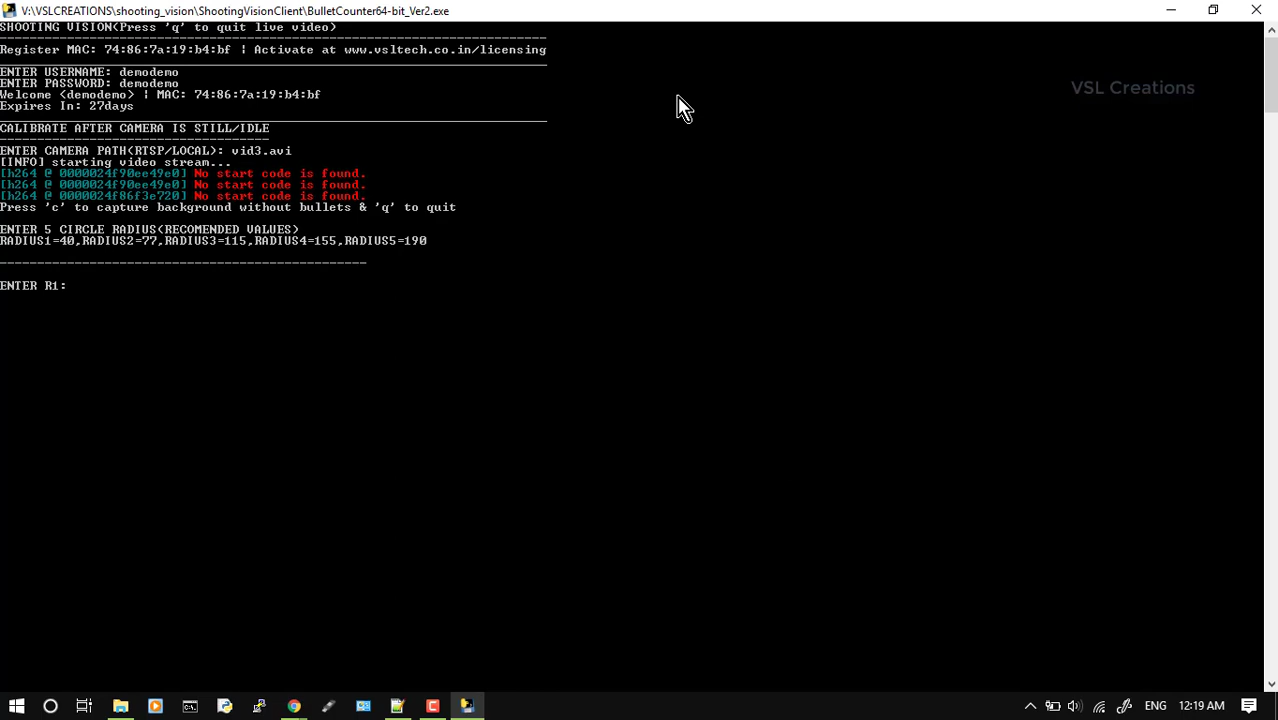 V:\VSLCREATIONS\shooting_vision\ShootingVisionClient\BulletCounter64-bit_Ver2.exe
SHOOTING VISION(Press 'q' to quit live video)
Register MAC: 74:86:7a:19:b4:bf | Activate at www.vsltech.co.in/licensing
VSL Creations
ENTER USERNAME: demodemo
ENTER PASSWORD: demodemo
Welcome <demodemo> | MAC: 74:86:7a:19:b4:bf
Expires In: 27days
CALIBRATE AFTER CAMERA IS STILL/IDLE
ENTER CAMERA PATH(RTSP/LOCAL): vid3.avi
[INFO] starting video stream...
[h264 @ 0000024f90ee49e0] No start code is found.
[h264 @ 0000024f90ee49e0] No start code is found.
[h264 @ 0000024f86f3e720] No start code is found.
Press 'c' to capture background without bullets & 'q' to quit
ENTER 5 CIRCLE RADIUS(RECOMENDED VALUES)
RADIUS1=40,RADIUS2=77,RADIUS3=115,RADIUS4=155,RADIUS5=190
ENTER R1:
ENG 12:19 AM